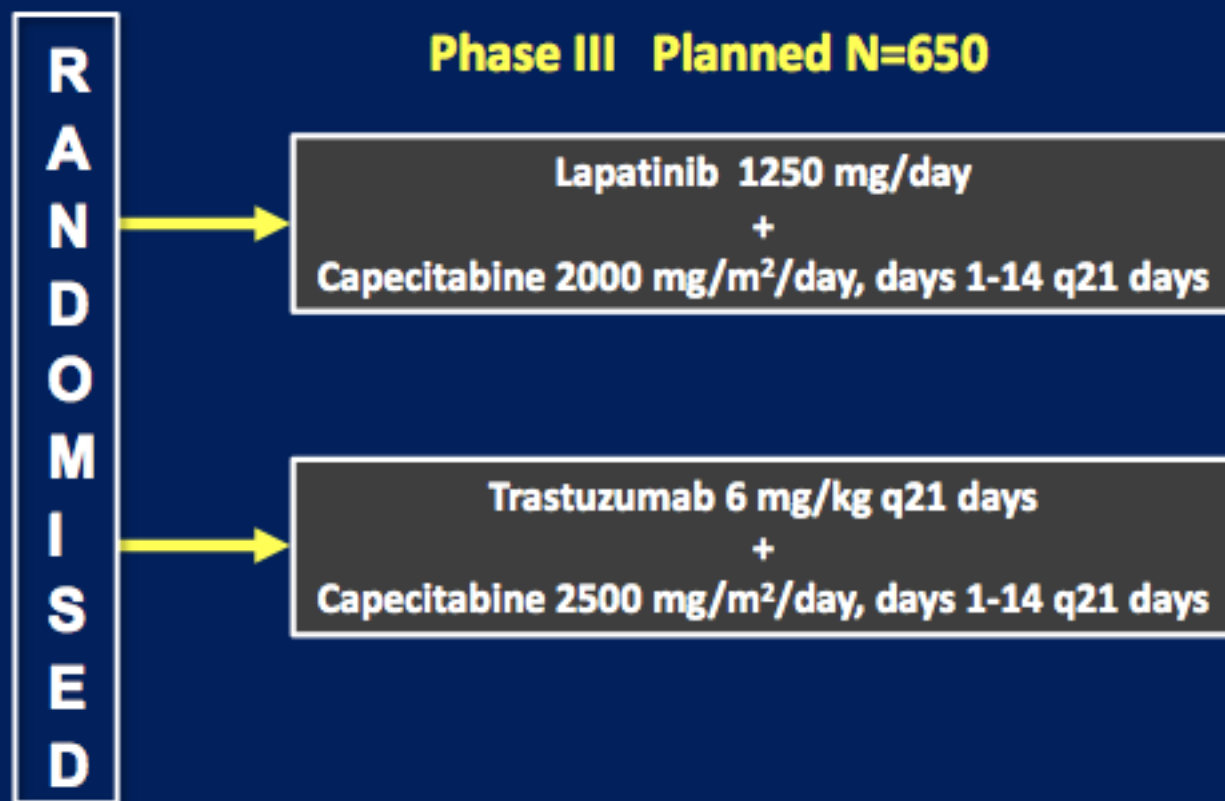 RANDOMISED
Phase III Planned N=650
Lapatinib 1250 mg/day
+
Capecitabine 2000 mg/m²/day, days 1-14 q21 days
Trastuzumab 6 mg/kg q21 days
+
Capecitabine 2500 mg/m²/day, days 1-14 q21 days